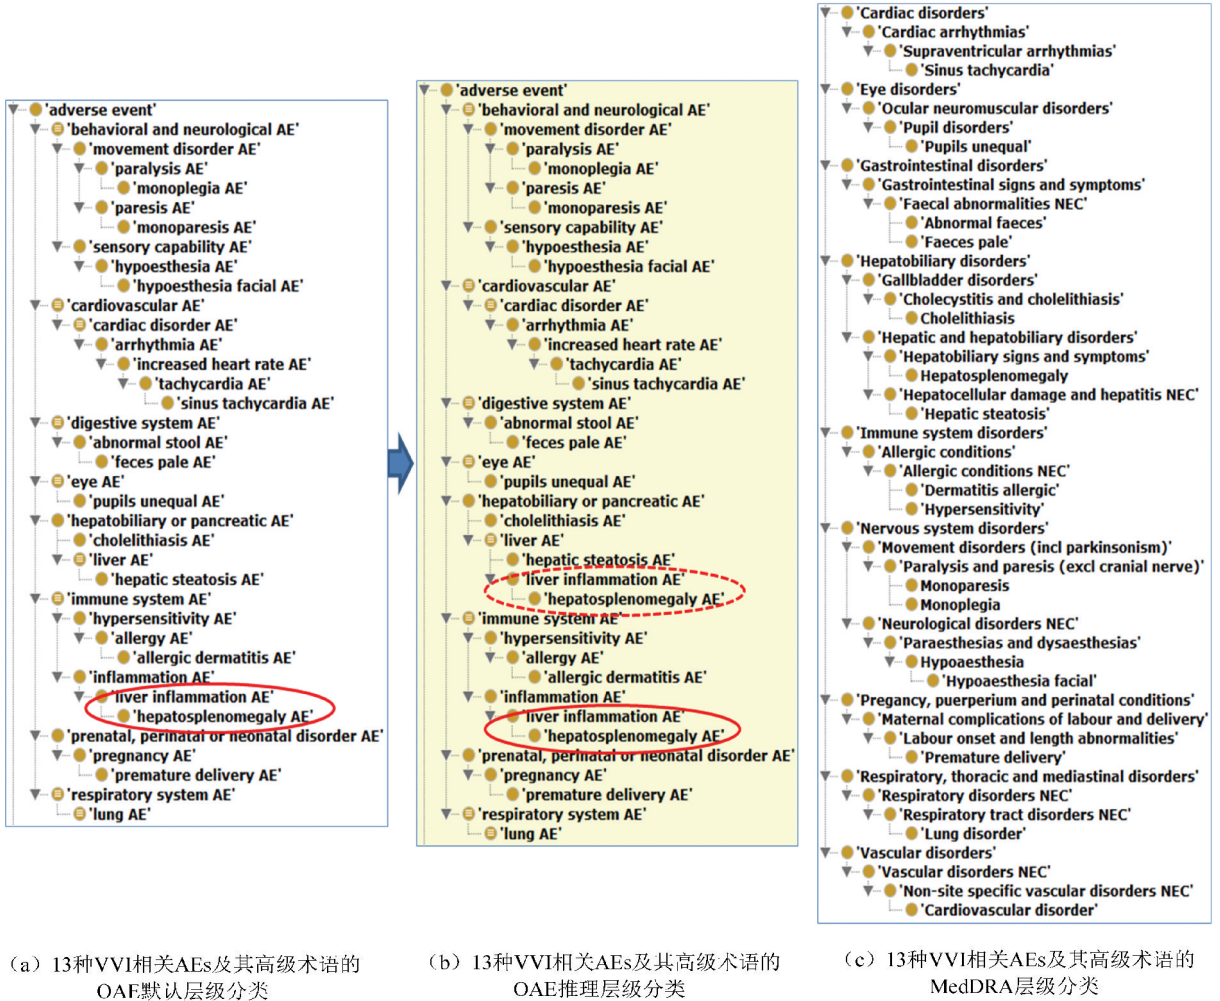 'adverse event'
'behavioral and neurological AE'
'movement disorder AE'
'paralysis AE'
'monoplegia AE'
'paresis AE'
'monoparesis AE'
'sensory capability AE'
'hypoesthesia AE'
'hypoesthesia facial AE'
'cardiovascular AE'
'cardiac disorder AE'
'arrhythmia AE'
'increased heart rate AE'
'tachycardia AE'
'sinus tachycardia AE'
'digestive system AE'
'abnormal stool AE'
'feces pale AE'
'eye AE'
'pupils unequal AE'
'hepatobiliary or pancreatic AE'
'cholelithiasis AE'
'liver AE'
'hepatic steatosis AE'
'immune system AE'
'hypersensitivity AE'
'allergy AE'
'allergic dermatitis AE'
'inflammation AE'
'liver inflammation AE'
'hepatosplenomegaly AE'
'prenatal, perinatal or neonatal disorder AE'
'pregnancy AE'
'premature delivery AE'
'respiratory system AE'
'lung AE'
(a) 13种VVI相关AEs及其高级术语的
OAE默认层级分类
'adverse event'
'behavioral and neurological AE'
'movement disorder AE'
'paralysis AE'
'monoplegia AE'
'paresis AE'
'monoparesis AE'
'sensory capability AE'
'hypoesthesia AE'
'hypoesthesia facial AE'
'cardiovascular AE'
'cardiac disorder AE'
'arrhythmia AE'
'increased heart rate AE'
'tachycardia AE'
'sinus tachycardia AE'
'digestive system AE'
'abnormal stool AE'
'feces pale AE'
'eye AE'
'pupils unequal AE'
'hepatobiliary or pancreatic AE'
'cholelithiasis AE'
'liver AE'
'hepatic steatosis AE'
'liver inflammation AE'
'hepatosplenomegaly AE'
'immune system AE'
'hypersensitivity AE'
'allergy AE'
'allergic dermatitis AE'
'inflammation AE'
'liver inflammation AE'
'hepatosplenomegaly AE'
'prenatal, perinatal or neonatal disorder AE'
'pregnancy AE'
'premature delivery AE'
'respiratory system AE'
'lung AE'
(b) 13种VVI相关AEs及其高级术语的
OAE推理层级分类
'Cardiac disorders'
'Cardiac arrhythmias'
'Supraventricular arrhythmias'
'Sinus tachycardia'
'Eye disorders'
'Ocular neuromuscular disorders'
'Pupil disorders'
'Pupils unequal'
'Gastrointestinal disorders'
'Gastrointestinal signs and symptoms'
'Faecal abnormalities NEC'
'Abnormal faeces'
'Faeces pale'
'Hepatobiliary disorders'
'Gallbladder disorders'
'Cholecystitis and cholelithiasis'
Cholelithiasis
'Hepatic and hepatobiliary disorders'
'Hepatobiliary signs and symptoms'
Hepatosplenomegaly
'Hepatocellular damage and hepatitis NEC'
'Hepatic steatosis'
'Immune system disorders'
'Allergic conditions'
'Allergic conditions NEC'
'Dermatitis allergic'
'Hypersensitivity'
'Nervous system disorders'
'Movement disorders (incl parkinsonism)'
'Paralysis and paresis (excl cranial nerve)'
Monoparesis
Monoplegia
'Neurological disorders NEC'
'Paraesthesias and dysaesthesias'
Hypoaesthesia
'Hypoaesthesia facial'
'Pregancy, puerperium and perinatal conditions'
'Maternal complications of labour and delivery'
'Labour onset and length abnormalities'
'Premature delivery'
'Respiratory, thoracic and mediastinal disorders'
'Respiratory disorders NEC'
'Respiratory tract disorders NEC'
'Lung disorder'
'Vascular disorders'
'Vascular disorders NEC'
'Non-site specific vascular disorders NEC'
'Cardiovascular disorder'
(c) 13种VVI相关AEs及其高级术语的
MedDRA层级分类